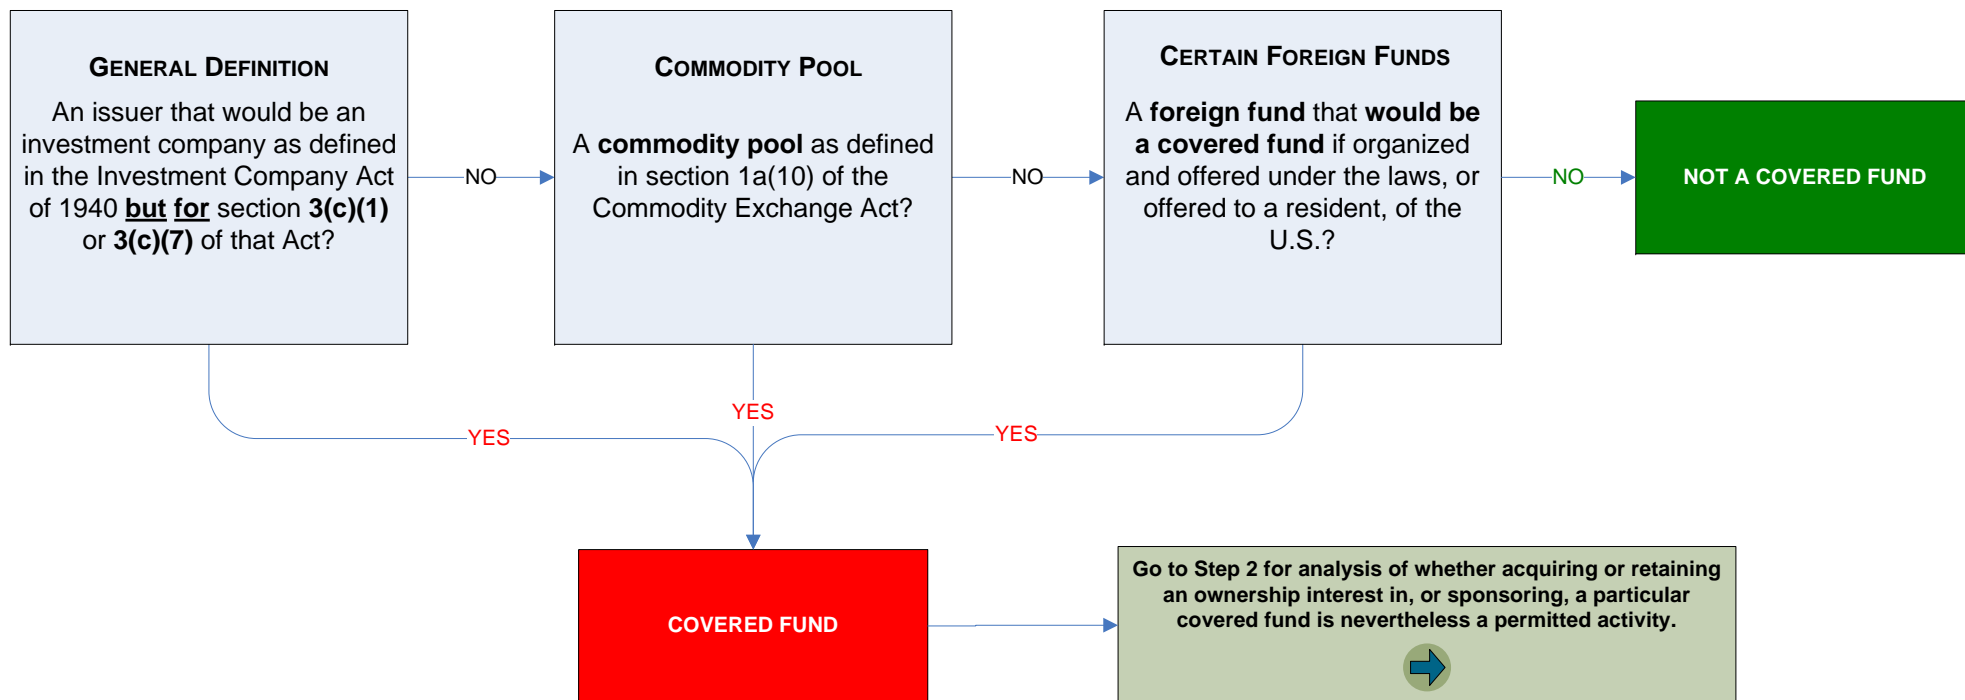 GENERAL DEFINITION
An issuer that would be an
investment company as defined
in the Investment Company Act
of 1940 but for section 3(c)(1)
or 3(c)(7) of that Act?
NO
COMMODITY POOL
A commodity pool as defined
in section 1a(10) of the
Commodity Exchange Act?
NO
CERTAIN FOREIGN FUNDS
A foreign fund that would be
a covered fund if organized
and offered under the laws, or
offered to a resident, of the
U.S.?
NO
NOT A COVERED FUND
YES
YES
YES
COVERED FUND
Go to Step 2 for analysis of whether acquiring or retaining
an ownership interest in, or sponsoring, a particular
covered fund is nevertheless a permitted activity.